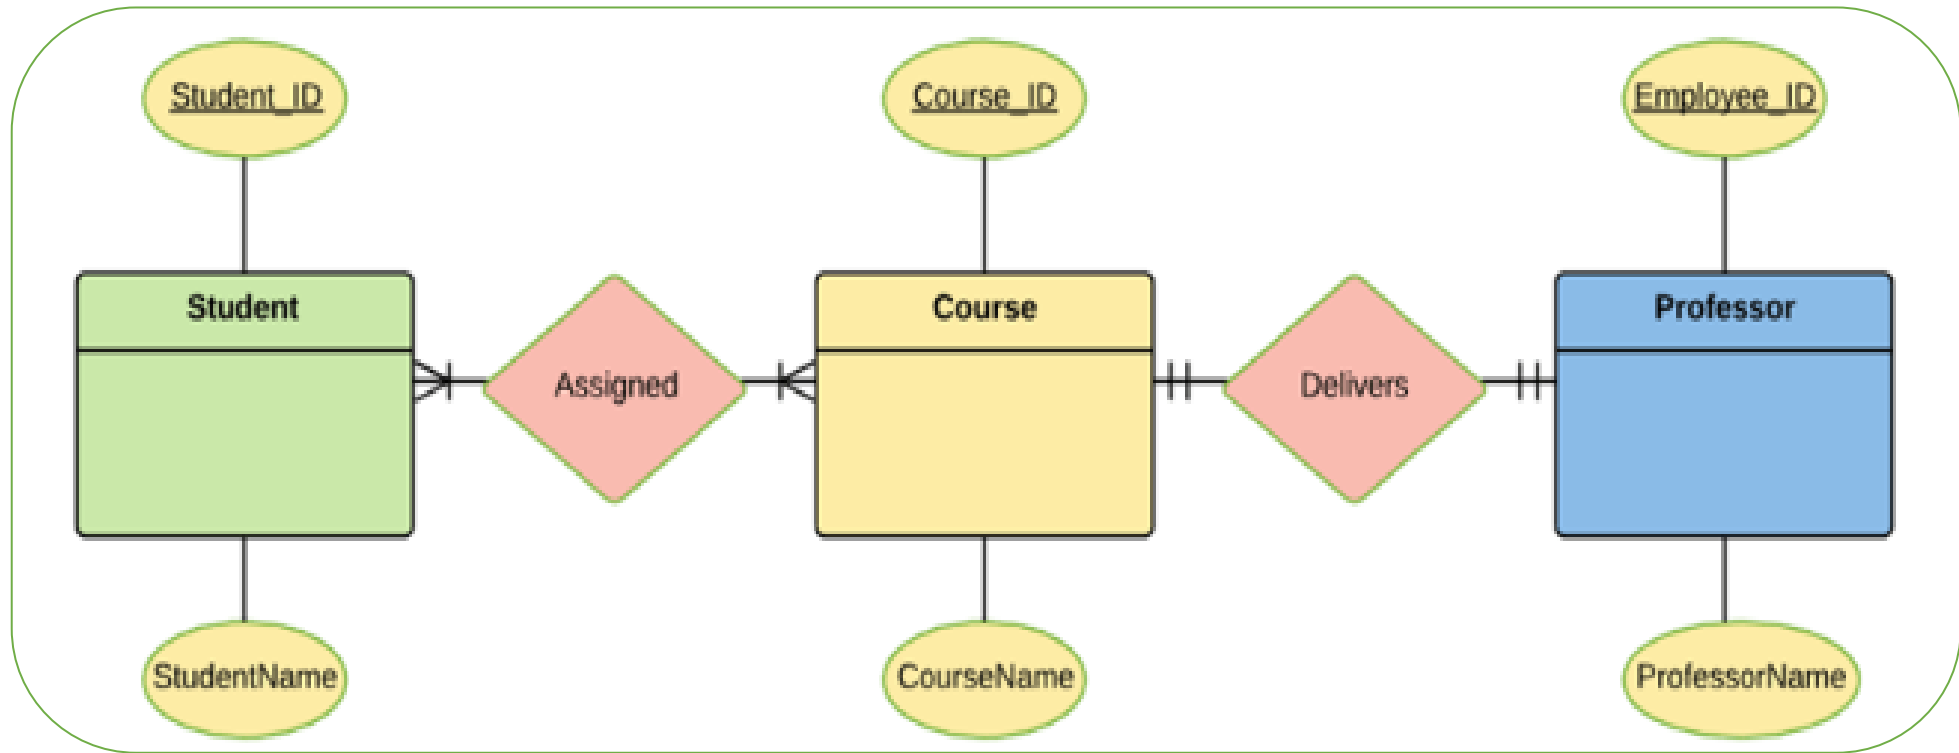 Student_ID
Course_ID
Employee_ID
Student
Course
Professor
Assigned
Delivers
StudentName
CourseName
ProfessorName